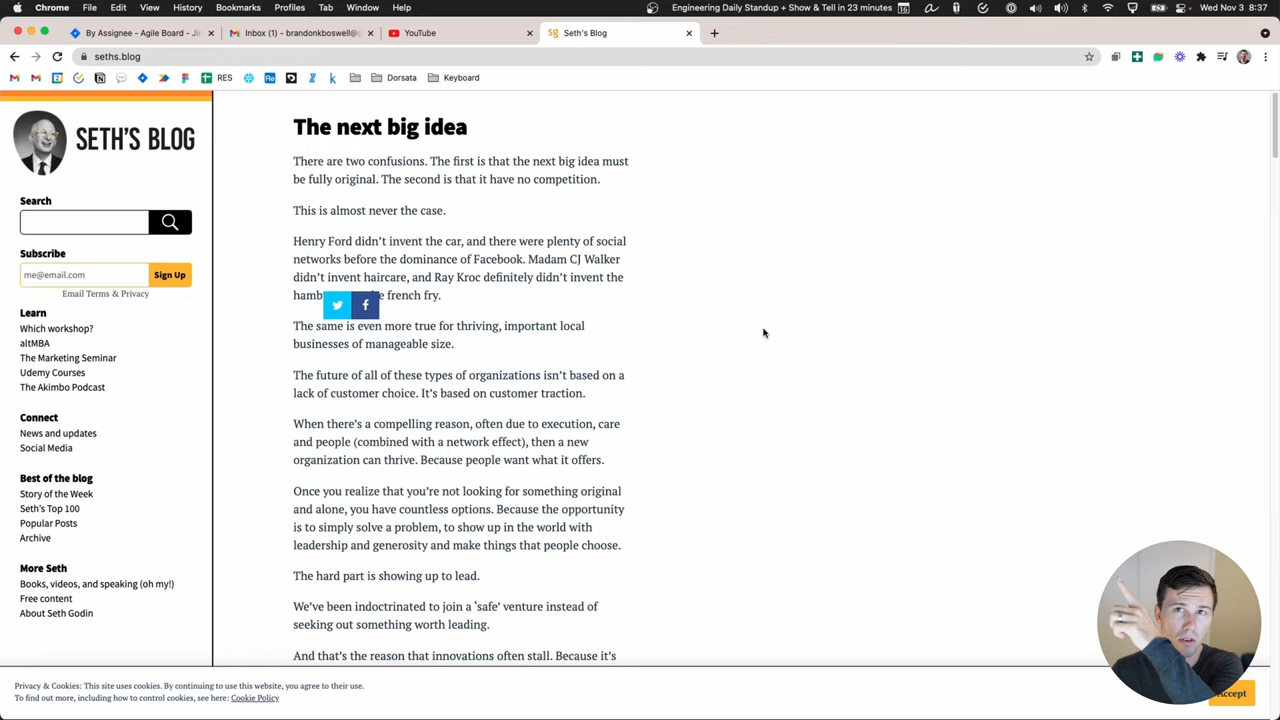 Chrome File Edit View History Bookmarks Profiles Tab Window Help Engineering Daily Standup + Show & Tell in 23 minutes Wed Nov 3 8:37
By Assignee - Agile Board - Ji
Inbox (1) - brandonkboswell@g
YouTube
Seth's Blog
seths.blog
RES
Dorsata
Keyboard
SETH'S BLOG
Search
Subscribe
me@email.com Sign Up
Email Terms & Privacy
Learn
Which workshop?
altMBA
The Marketing Seminar
Udemy Courses
The Akimbo Podcast
Connect
News and updates
Social Media
Best of the blog
Story of the Week
Seth's Top 100
Popular Posts
Archive
More Seth
Books, videos, and speaking (oh my!)
Free content
About Seth Godin
The next big idea
There are two confusions. The first is that the next big idea must
be fully original. The second is that it have no competition.
This is almost never the case.
Henry Ford didn’t invent the car, and there were plenty of social
networks before the dominance of Facebook. Madam CJ Walker
didn’t invent haircare, and Ray Kroc definitely didn’t invent the
hamb e french fry.
The same is even more true for thriving, important local
businesses of manageable size.
The future of all of these types of organizations isn’t based on a
lack of customer choice. It’s based on customer traction.
When there’s a compelling reason, often due to execution, care
and people (combined with a network effect), then a new
organization can thrive. Because people want what it offers.
Once you realize that you’re not looking for something original
and alone, you have countless options. Because the opportunity
is to simply solve a problem, to show up in the world with
leadership and generosity and make things that people choose.
The hard part is showing up to lead.
We’ve been indoctrinated to join a ‘safe’ venture instead of
seeking out something worth leading.
And that’s the reason that innovations often stall. Because it’s
Privacy & Cookies: This site uses cookies. By continuing to use this website, you agree to their use.
To find out more, including how to control cookies, see here: Cookie Policy
Accept